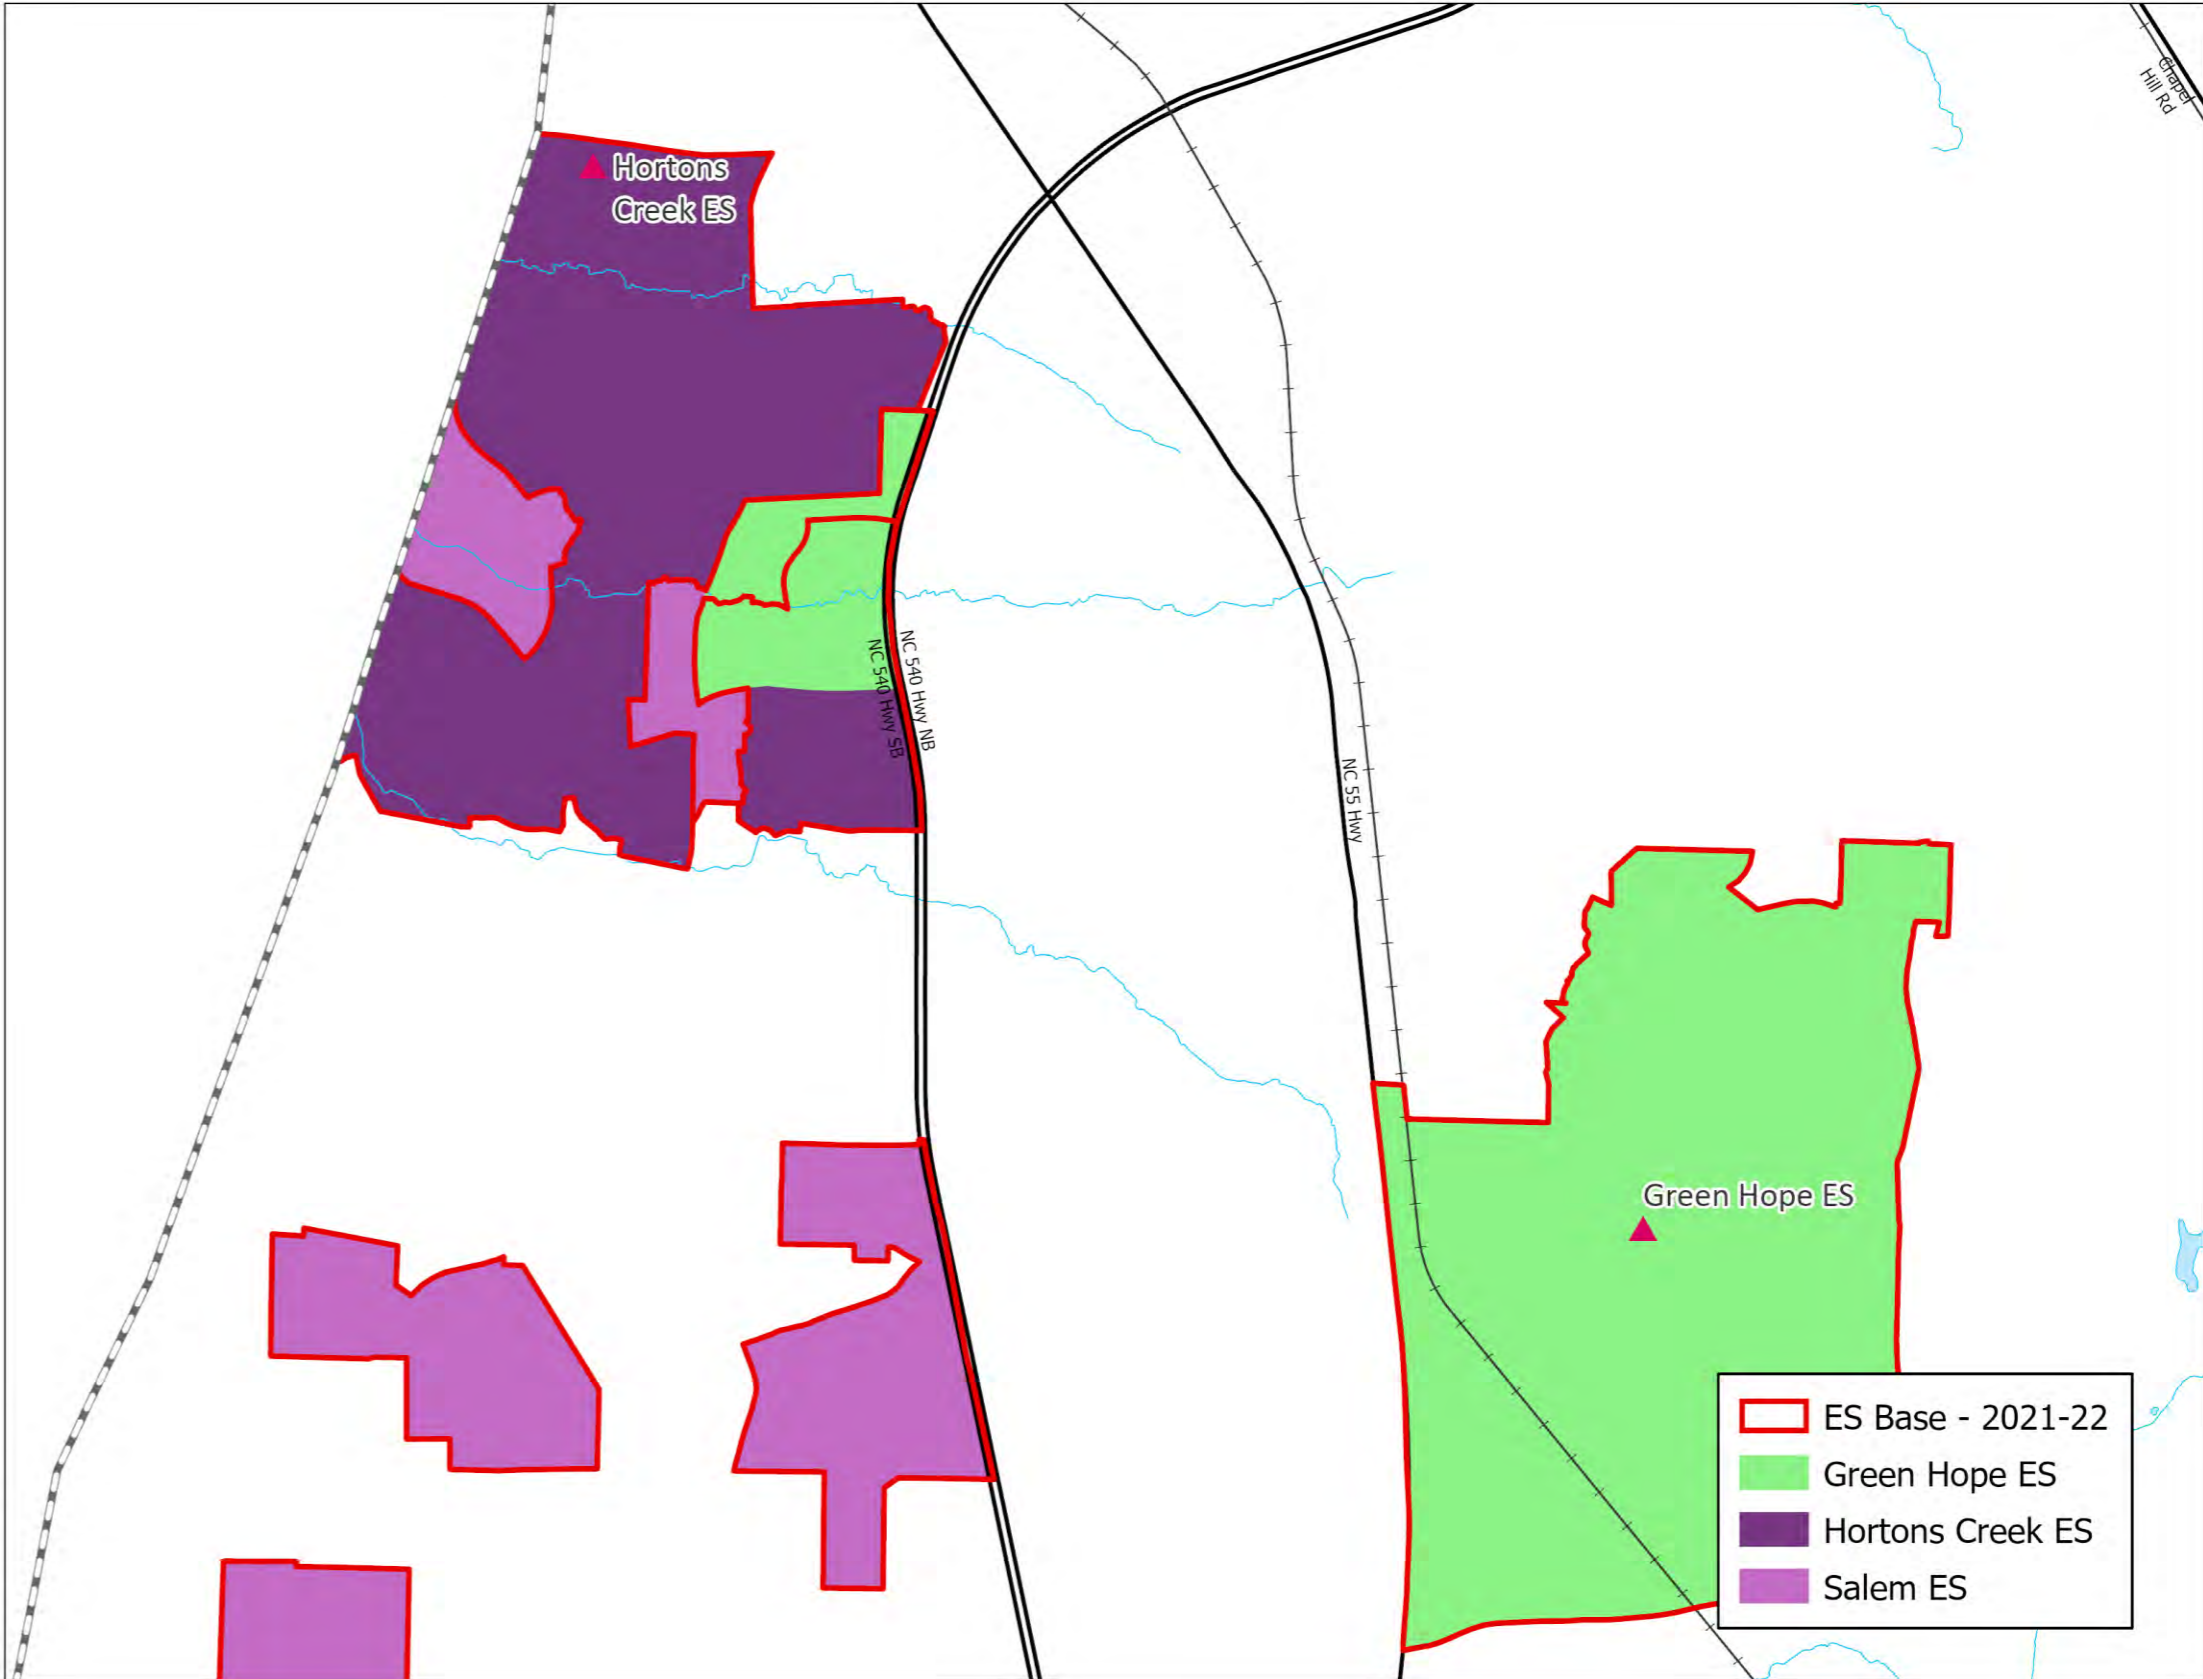 Chapel
Hill Rd
Hortons
Creek ES
NC 540 Hwy NB
NC 540 Hwy SB
NC 55 Hwy
Green Hope ES
ES Base - 2021-22
Green Hope ES
Hortons Creek ES
Salem ES